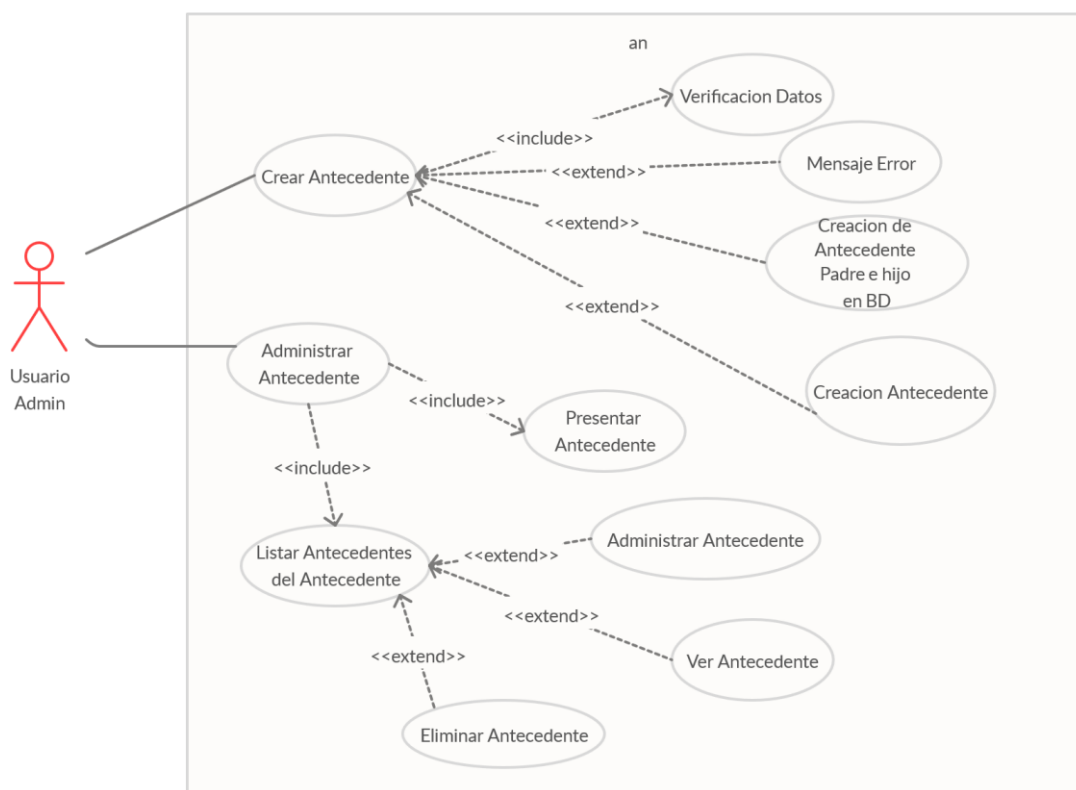 an
Verificacion Datos
<<include>>
Mensaje Error
Crear Antecedente
<<extend>>
<<extend>>
Creacion de
Antecedente
Padre e hijo
en BD
<<extend>>
Administrar
Antecedente
Usuario
Admin
<<include>>
Creacion Antecedente
Presentar
Antecedente
<<include>>
Listar Antecedentes
del Antecedente
<<extend>>
Administrar Antecedente
<<extend>>
<<extend>>
Ver Antecedente
Eliminar Antecedente